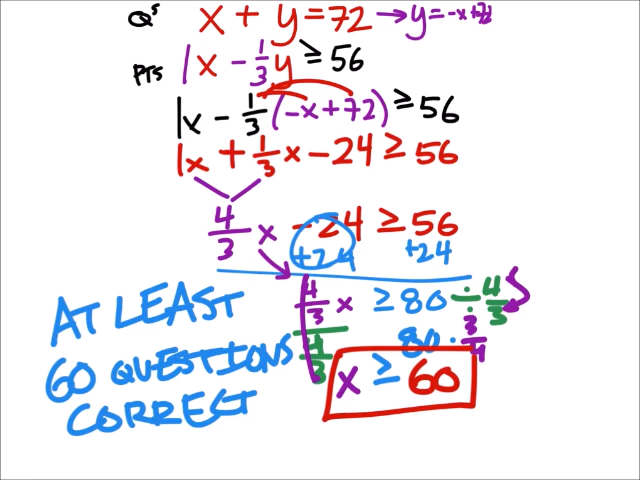 Qs x + y = 72 → y = -x + 72
PTS 1x - 1/3 y ≥ 56
1x - 1/3 (-x + 72) ≥ 56
1x + 1/3 x - 24 ≥ 56
4/3 x - 24 ≥ 56
+24 +24
4/3 x ≥ 80 ÷ 4/3
4/3 80 · 3/4
x ≥ 60
AT LEAST
60 QUESTIONS
CORRECT